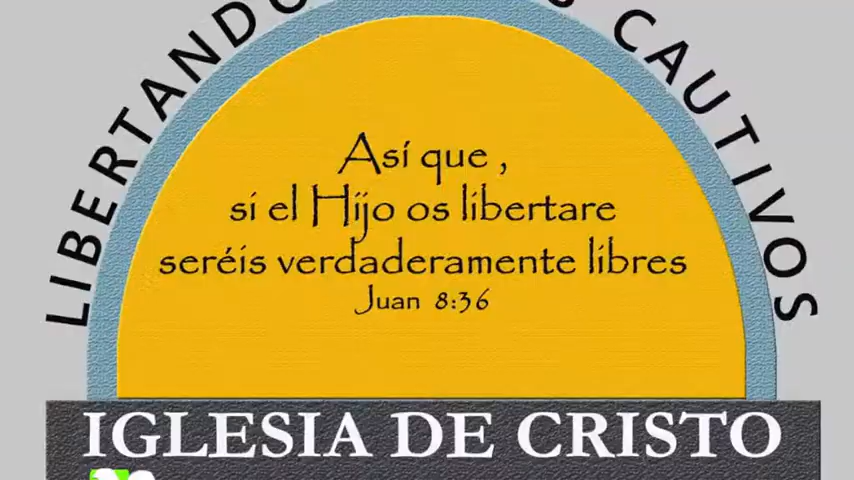 LIBERTANDO CAUTIVOS
Así que ,
si el Hijo os libertare
seréis verdaderamente libres
Juan 8:36
IGLESIA DE CRISTO